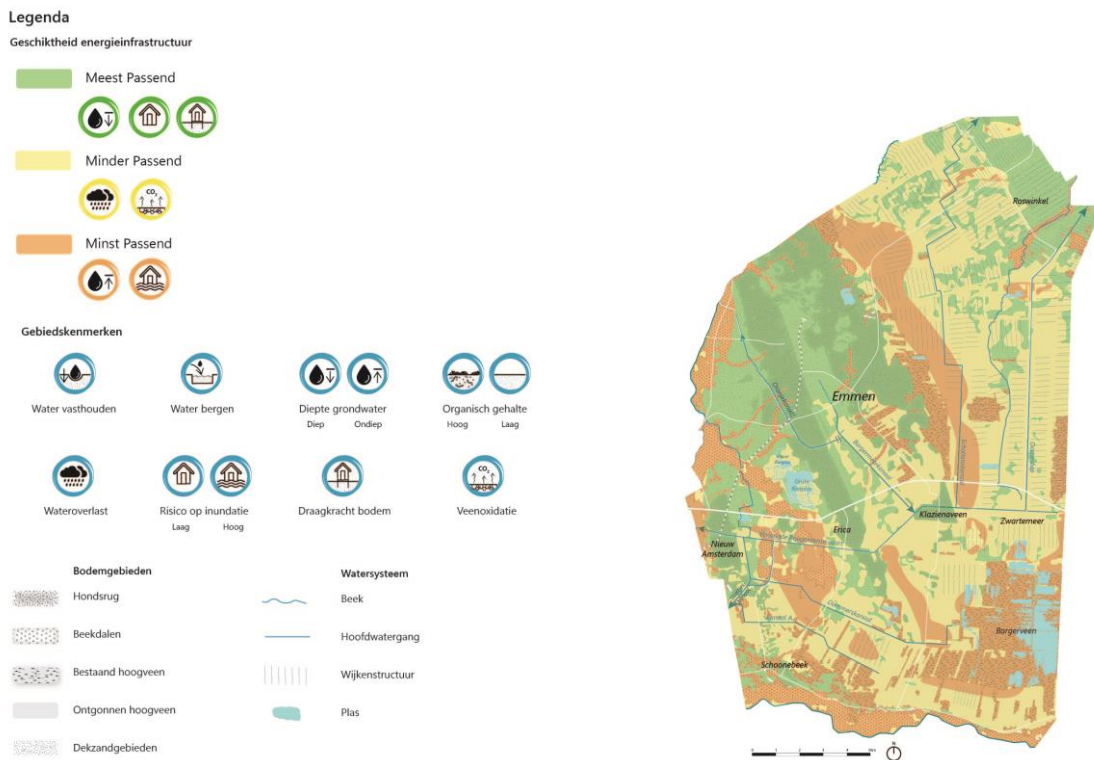 Legenda
Geschiktheid energieinfrastructuur
Meest Passend
Minder Passend
CO₂
Minst Passend
Gebiedskenmerken
Water vasthouden
Water bergen
Diepte grondwater
Diep
Ondiep
Organisch gehalte
Hoog
Laag
CO₂
Wateroverlast
Risico op inundatie
Laag
Hoog
Draagkracht bodem
Veenoxidatie
Bodemgebieden
Hondsrug
Beekdalen
Bestaand hoogveen
Ontgonnen hoogveen
Dekzandgebieden
Watersysteem
Beek
Hoofdwatergang
Wijkenstructuur
Plas
Roswinkel
Emmen
Klazienaveen
Zwartemeer
Erica
Nieuw
Amsterdam
Bargerveen
Schoonebeek
N